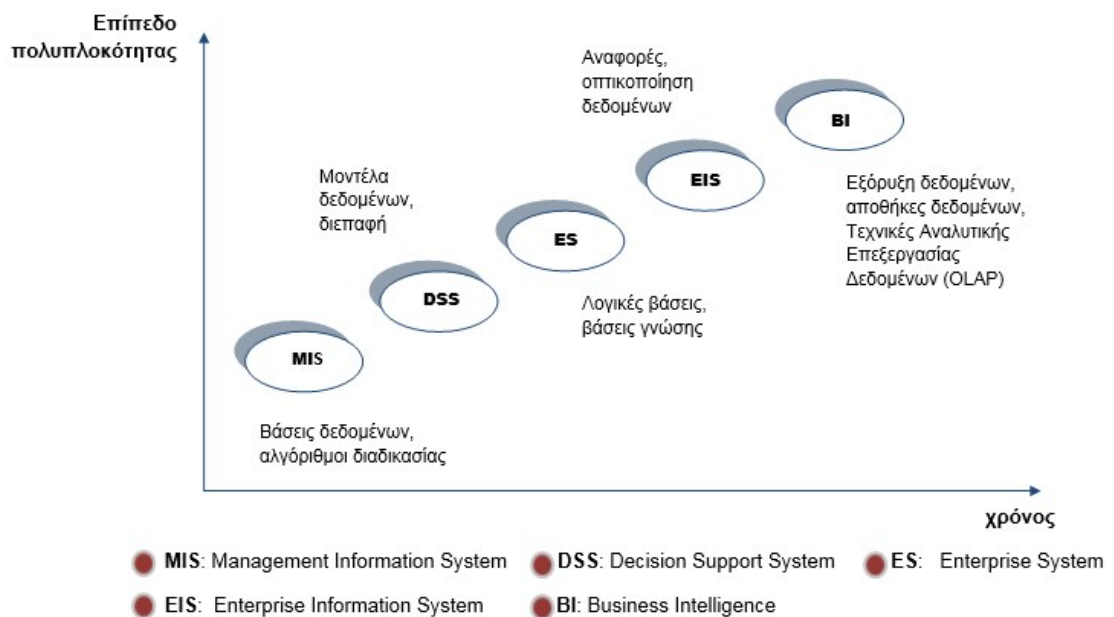 Επίπεδο
πολυπλοκότητας
Αναφορές,
οπτικοποίηση
δεδομένων
BI
Μοντέλα
δεδομένων,
διεπαφή
EIS
Εξόρυξη δεδομένων,
αποθήκες δεδομένων,
Τεχνικές Αναλυτικής
Επεξεργασίας
Δεδομένων (OLAP)
ES
DSS
Λογικές βάσεις,
βάσεις γνώσης
MIS
Βάσεις δεδομένων,
αλγόριθμοι διαδικασίας
χρόνος
MIS: Management Information System
DSS: Decision Support System
ES: Enterprise System
EIS: Enterprise Information System
BI: Business Intelligence